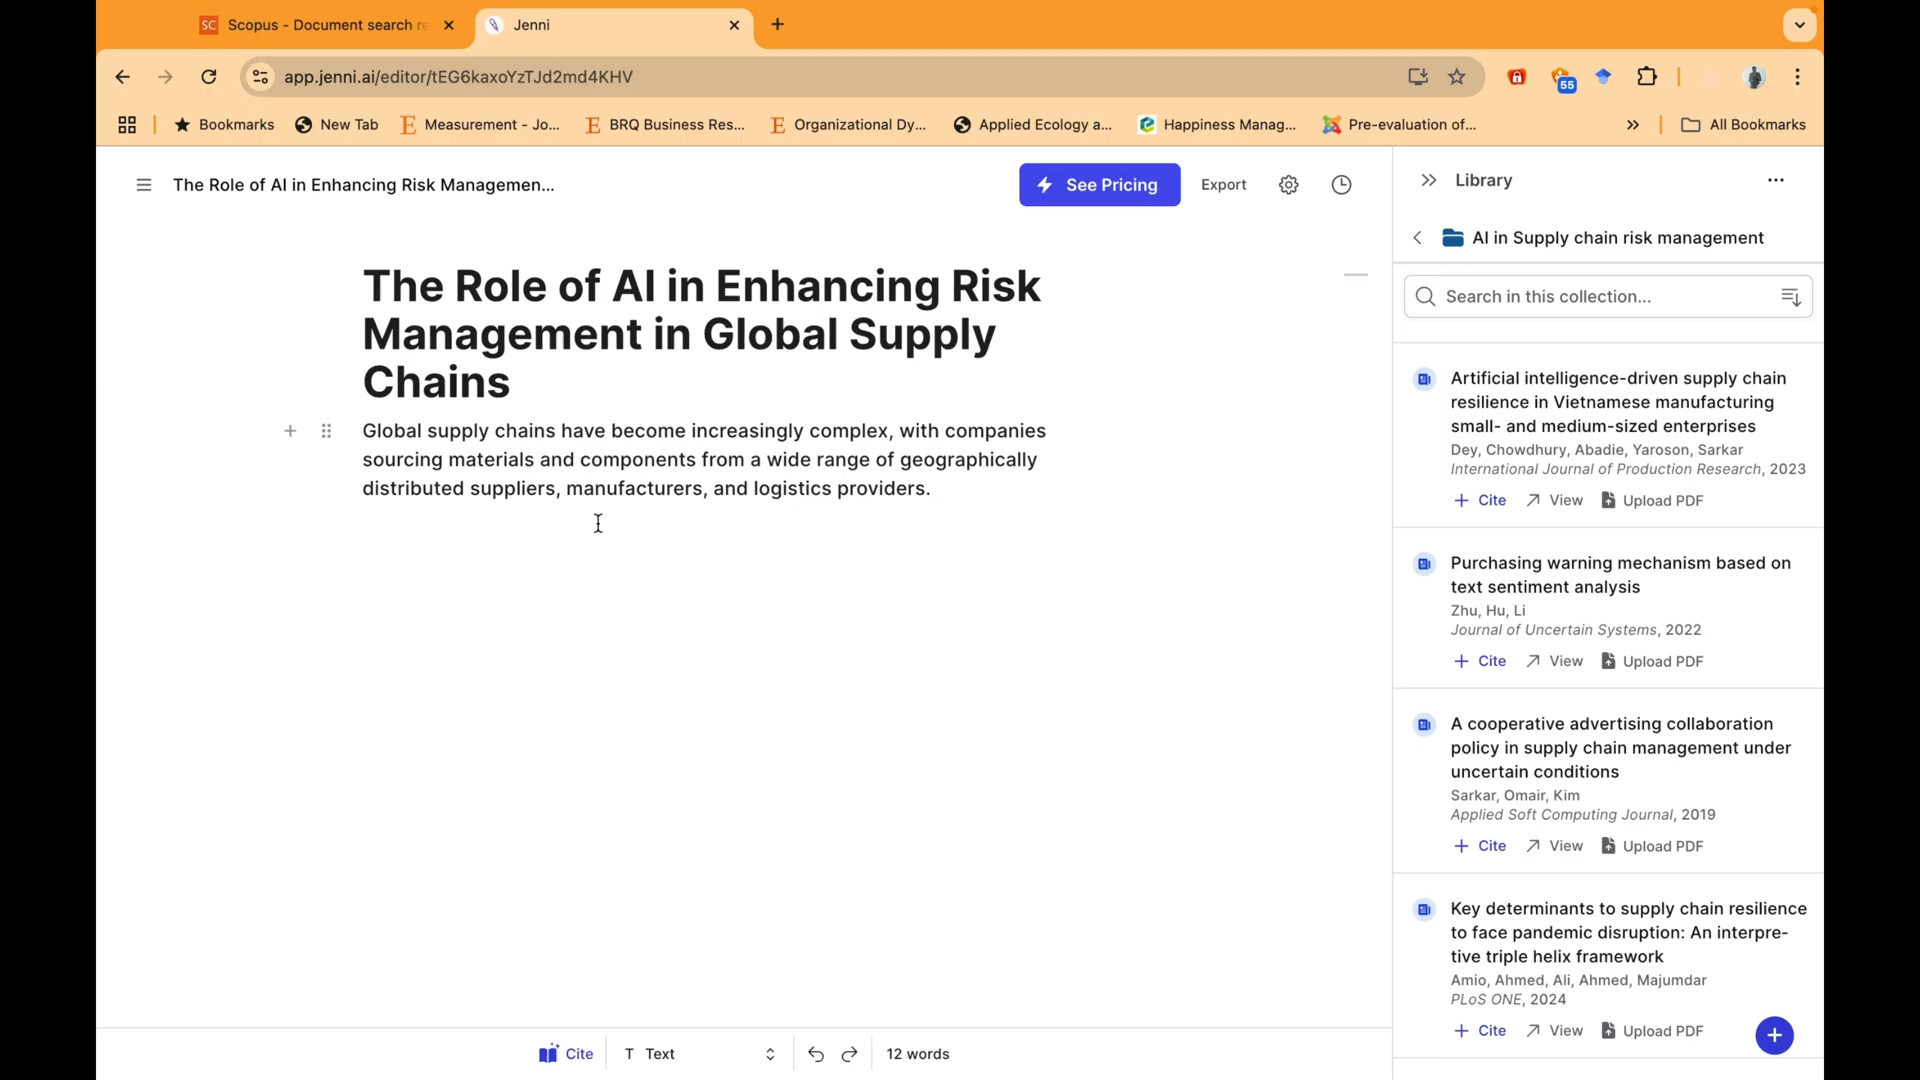 SC Scopus - Document search re
Jenni
app.jenni.ai/editor/tEG6kaxoYzTJd2md4KHV
55
Bookmarks
New Tab
E Measurement - Jo...
E BRQ Business Res...
E Organizational Dy...
Applied Ecology a...
Happiness Manag...
Pre-evaluation of...
All Bookmarks
The Role of AI in Enhancing Risk Managemen...
See Pricing
Export
Library
AI in Supply chain risk management
Search in this collection...
The Role of AI in Enhancing Risk
Management in Global Supply
Chains
Global supply chains have become increasingly complex, with companies
sourcing materials and components from a wide range of geographically
distributed suppliers, manufacturers, and logistics providers.
Artificial intelligence-driven supply chain
resilience in Vietnamese manufacturing
small- and medium-sized enterprises
Dey, Chowdhury, Abadie, Yaroson, Sarkar
International Journal of Production Research, 2023
+ Cite View Upload PDF
Purchasing warning mechanism based on
text sentiment analysis
Zhu, Hu, Li
Journal of Uncertain Systems, 2022
+ Cite View Upload PDF
A cooperative advertising collaboration
policy in supply chain management under
uncertain conditions
Sarkar, Omair, Kim
Applied Soft Computing Journal, 2019
+ Cite View Upload PDF
Key determinants to supply chain resilience
to face pandemic disruption: An interpre-
tive triple helix framework
Amio, Ahmed, Ali, Ahmed, Majumdar
PLoS ONE, 2024
+ Cite View Upload PDF
Cite
T Text
12 words